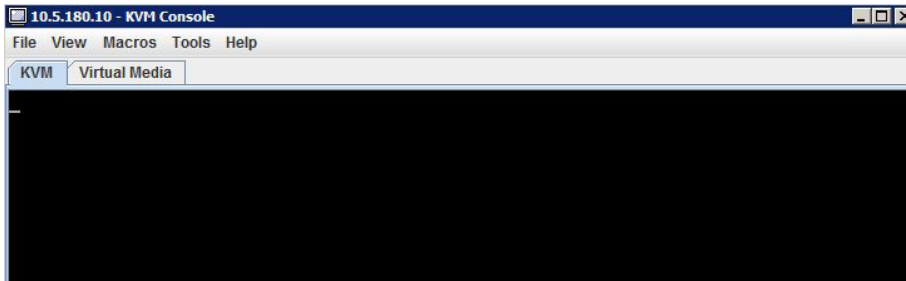 10.5.180.10 - KVM Console
File View Macros Tools Help
KVM Virtual Media